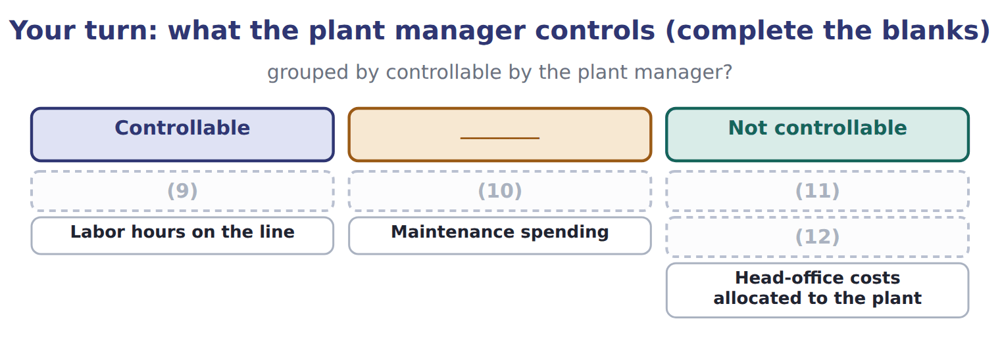 Your turn: what the plant manager controls (complete the blanks)
grouped by controllable by the plant manager?
Controllable
(9)
Labor hours on the line
______
(10)
Maintenance spending
Not controllable
(11)
(12)
Head-office costs
allocated to the plant